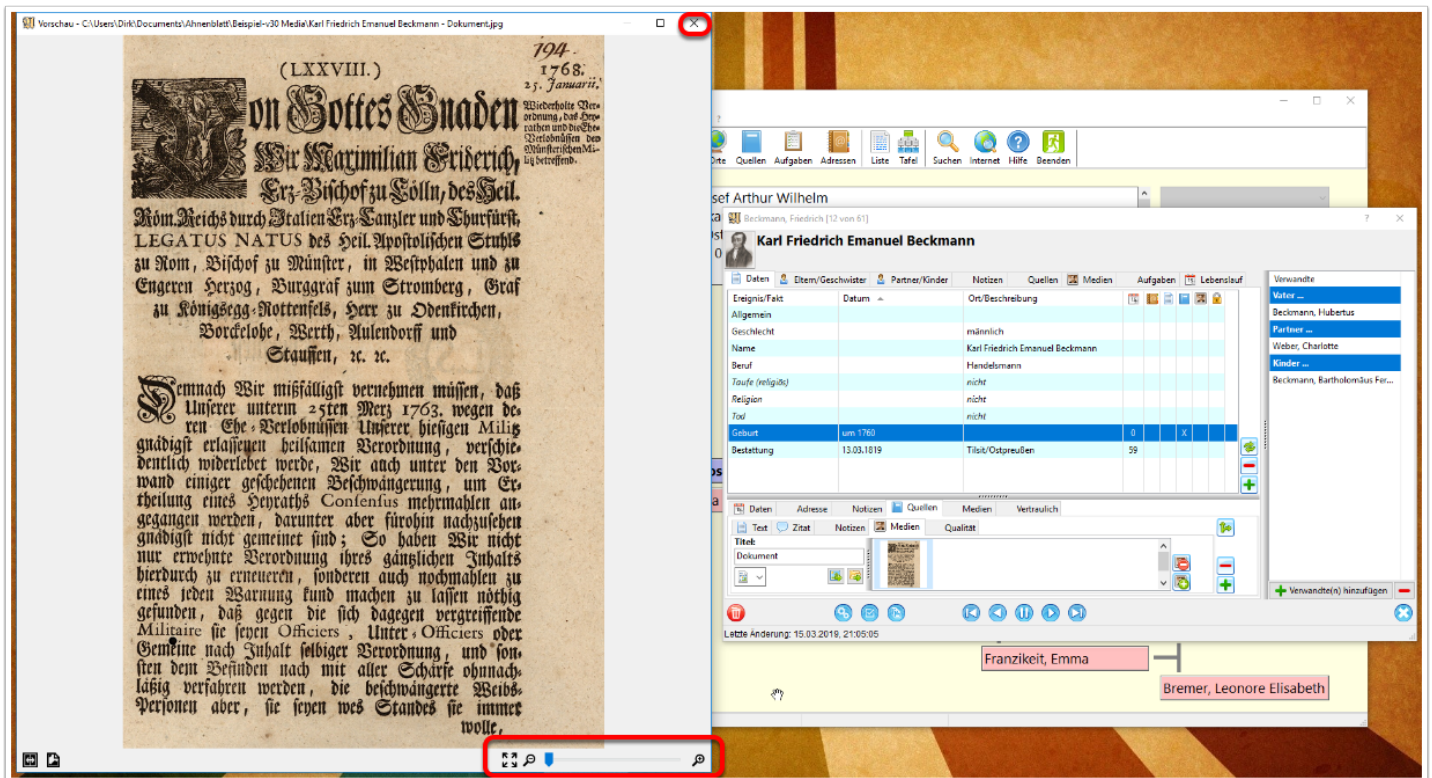 Vorschau - C:\Users\Dirk\Documents\Ahnenblatt\Beispiel-v30 Media\Karl Friedrich Emanuel Beckmann - Dokument.jpg
194.
(LXXVIII.)
1768.
25. Januarii.
Wiederholte Ver-
ordnung, das Hey-
rathen und die Ehe-
Verlobnüssen der
Münsterischen Mi-
litz betreffend.
Von Gottes Gnaden
Wir Maximilian Friderich,
Erz-Bischof zu Cölln, des Heil.
Röm. Reichs durch Italien Erz-Canzler und Churfürst,
LEGATUS NATUS des Heil. Apostolischen Stuhls
zu Rom, Bischof zu Münster, in Westphalen und zu
Engeren Herzog, Burggraf zum Stromberg, Graf
zu Königsegg-Rottenfels, Herr zu Odenkirchen,
Borckelohe, Werth, Aulendorff und
Stauffen, ꝛc. ꝛc.
Demnach Wir mißfälligst vernehmen müssen, daß
Unserer unterm 25ten Merz 1763. wegen de-
ren Ehe-Verlobnüssen Unserer hiesigen Militz
gnädigst erlassenen heilsamen Verordnung, verschie-
dentlich widerlebet werde, Wir auch unter den Vor-
wand einiger geschehenen Beschwängerung, um Er-
theilung eines Heyraths Consensus mehrmahlen an-
gegangen werden, darunter aber fürohin nachzusehen
gnädigst nicht gemeinet sind; So haben Wir nicht
nur erwehnte Verordnung ihres gäntzlichen Inhalts
hierdurch zu erneueren, sonderen auch nochmahlen zu
eines jeden Warnung kund machen zu lassen nöthig
gefunden, daß gegen die sich dagegen vergreiffende
Militaire sie seyen Officiers, Unter-Officiers oder
Gemeine nach Inhalt selbiger Verordnung, und son-
sten dem Befinden nach mit aller Schärfe ohnnach-
läßig verfahren werden, die beschwängerte Weibs-
Personen aber, sie seyen wes Standes sie immer
wolle,
?
Orte Quellen Aufgaben Adressen Liste Tafel Suchen Internet Hilfe Beenden
sef Arthur Wilhelm
Beckmann, Friedrich [12 von 61]
Karl Friedrich Emanuel Beckmann
Daten Eltern/Geschwister Partner/Kinder Notizen Quellen Medien Aufgaben Lebenslauf
Ereignis/Fakt Datum Ort/Beschreibung
Allgemein
Geschlecht männlich
Name Karl Friedrich Emanuel Beckmann
Beruf Handelsmann
Taufe (religiös) nicht
Religion nicht
Tod nicht
Geburt um 1760 0 X
Bestattung 13.03.1819 Tilsit/Ostpreußen 59
Verwandte
Vater ...
Beckmann, Hubertus
Partner ...
Weber, Charlotte
Kinder ...
Beckmann, Bartholomäus Fer...
Daten Adresse Notizen Quellen Medien Vertraulich
Text Zitat Notizen Medien Qualität
Titel:
Dokument
Verwandte(n) hinzufügen
Letzte Änderung: 15.03.2019, 21:05:05
Franzikeit, Emma
Bremer, Leonore Elisabeth